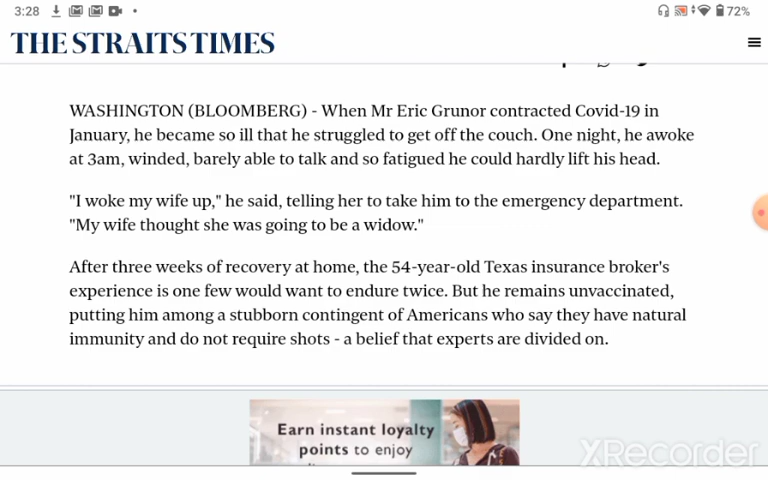 3:28
72%
THE STRAITS TIMES
WASHINGTON (BLOOMBERG) - When Mr Eric Grunor contracted Covid-19 in
January, he became so ill that he struggled to get off the couch. One night, he awoke
at 3am, winded, barely able to talk and so fatigued he could hardly lift his head.
"I woke my wife up," he said, telling her to take him to the emergency department.
"My wife thought she was going to be a widow."
After three weeks of recovery at home, the 54-year-old Texas insurance broker's
experience is one few would want to endure twice. But he remains unvaccinated,
putting him among a stubborn contingent of Americans who say they have natural
immunity and do not require shots - a belief that experts are divided on.
Earn instant loyalty
points to enjoy
XRecorder